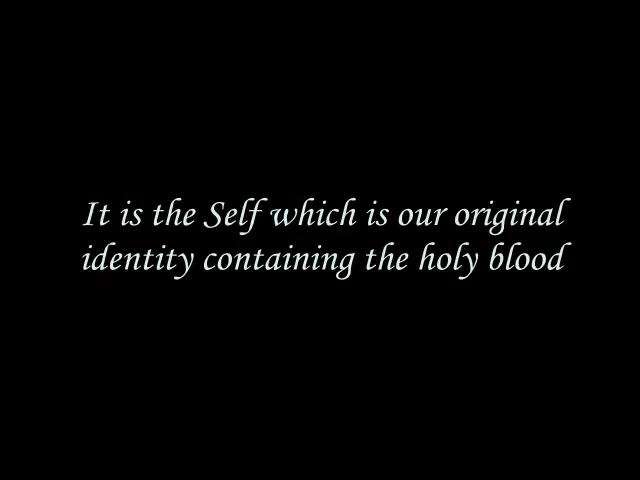 It is the Self which is our original
identity containing the holy blood